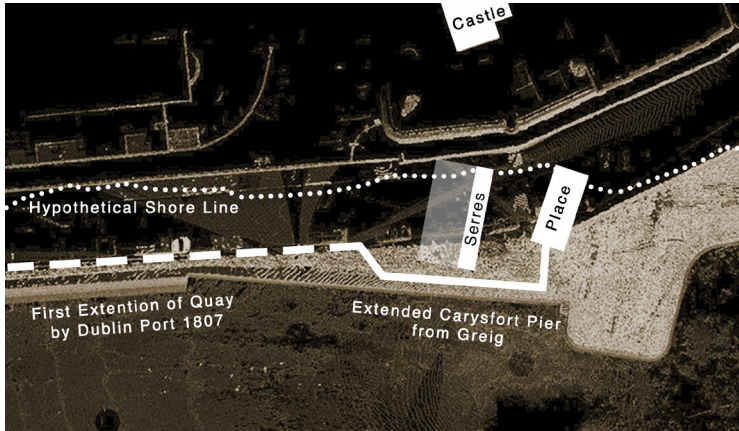 Castle
Hypothetical Shore Line
Serres
Place
First Extention of Quay
by Dublin Port 1807
Extended Carysfort Pier
from Greig